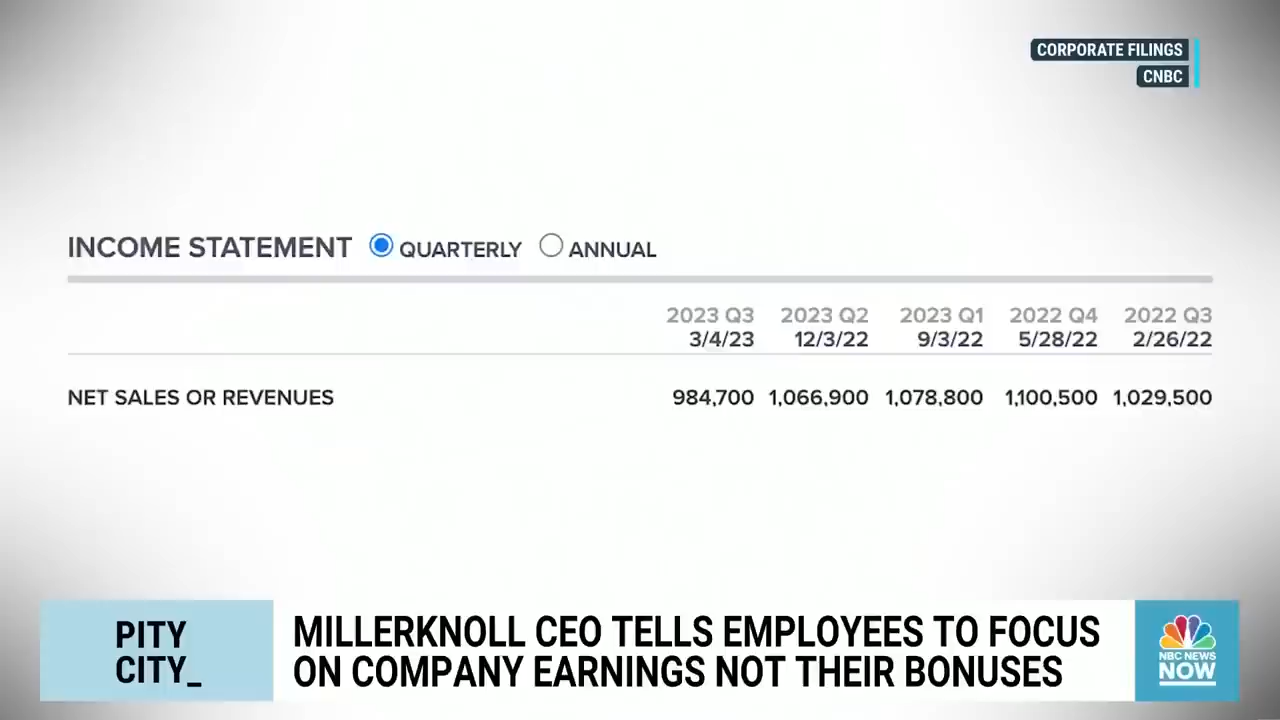 CORPORATE FILINGS
CNBC
INCOME STATEMENT QUARTERLY ANNUAL
2023 Q3 2023 Q2 2023 Q1 2022 Q4 2022 Q3
3/4/23 12/3/22 9/3/22 5/28/22 2/26/22
NET SALES OR REVENUES 984,700 1,066,900 1,078,800 1,100,500 1,029,500
PITY
CITY_
MILLERKNOLL CEO TELLS EMPLOYEES TO FOCUS
ON COMPANY EARNINGS NOT THEIR BONUSES
NBC NEWS
NOW